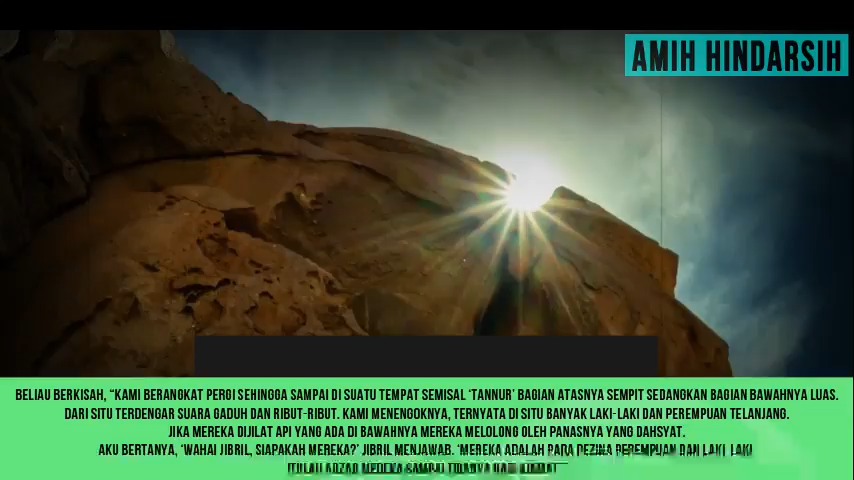 AMIH HINDARSIH
BELIAU BERKISAH, “KAMI BERANGKAT PERGI SEHINGGA SAMPAI DI SUATU TEMPAT SEMISAL ‘TANNUR’ BAGIAN ATASNYA SEMPIT SEDANGKAN BAGIAN BAWAHNYA LUAS.
DARI SITU TERDENGAR SUARA GADUH DAN RIBUT-RIBUT. KAMI MENENGOKNYA, TERNYATA DI SITU BANYAK LAKI-LAKI DAN PEREMPUAN TELANJANG.
JIKA MEREKA DIJILAT API YANG ADA DI BAWAHNYA MEREKA MELOLONG OLEH PANASNYA YANG DAHSYAT.
AKU BERTANYA, ‘WAHAI JIBRIL, SIAPAKAH MEREKA?’ JIBRIL MENJAWAB. ‘MEREKA ADALAH PARA PEZINA PEREMPUAN DAN LAKI-LAKI